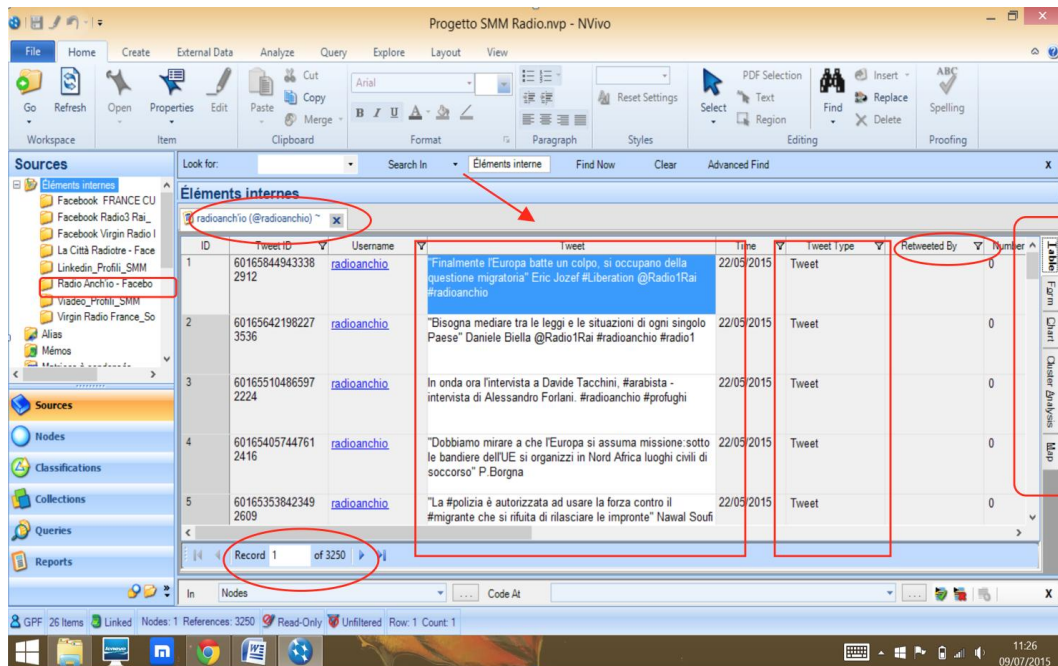 Progetto SMM Radio.nvp - NVivo
File Home Create External Data Analyze Query Explore Layout View
Go Refresh Open Properties Edit Paste Cut Copy Merge
Arial
B I U A
Reset Settings
Select PDF Selection Text Region Find Insert Replace Delete
ABC
Spelling
Workspace Item Clipboard Format Paragraph Styles Editing Proofing
Sources
Look for: Search In Éléments interne Find Now Clear Advanced Find X
Éléments internes
Facebook FRANCE CU
Facebook Radio3 Rai_
Facebook Virgin Radio I
La Città Radiotre - Face
Linkedin_Profili_SMM
Radio Anch'io - Facebo
Viadeo_Profili_SMM
Virgin Radio France_So
Alias
Mémos
Sources
Nodes
Classifications
Collections
Queries
Reports
Éléments internes
radioanch'io (@radioanchio) ~
ID Tweet ID Username Tweet Time Tweet Type Retweeted By Number
1 60165844943338 radioanchio "Finalmente l'Europa batte un colpo, si occupano della 22/05/2015 Tweet 0
2912 questione migratoria" Eric Jozef #Liberation @Radio1Rai
#radioanchio
2 60165642198227 radioanchio "Bisogna mediare tra le leggi e le situazioni di ogni singolo 22/05/2015 Tweet 0
3536 Paese" Daniele Biella @Radio1Rai #radioanchio #radio1
3 60165510486597 radioanchio In onda ora l'intervista a Davide Tacchini, #arabista - 22/05/2015 Tweet 0
2224 intervista di Alessandro Forlani. #radioanchio #profughi
4 60165405744761 radioanchio "Dobbiamo mirare a che l'Europa si assuma missione:sotto 22/05/2015 Tweet 0
2416 le bandiere dell'UE si organizzi in Nord Africa luoghi civili di
soccorso" P.Borgna
5 60165353842349 radioanchio "La #polizia è autorizzata ad usare la forza contro il 22/05/2015 Tweet 0
2609 #migrante che si rifiuta di rilasciare le impronte" Nawal Soufi
Table
Form
Chart
Cluster Analysis
Map
Record 1 of 3250
In Nodes ... Code At ... X
GPF 26 Items Linked Nodes: 1 References: 3250 Read-Only Unfiltered Row: 1 Count: 1
11:26
09/07/2015